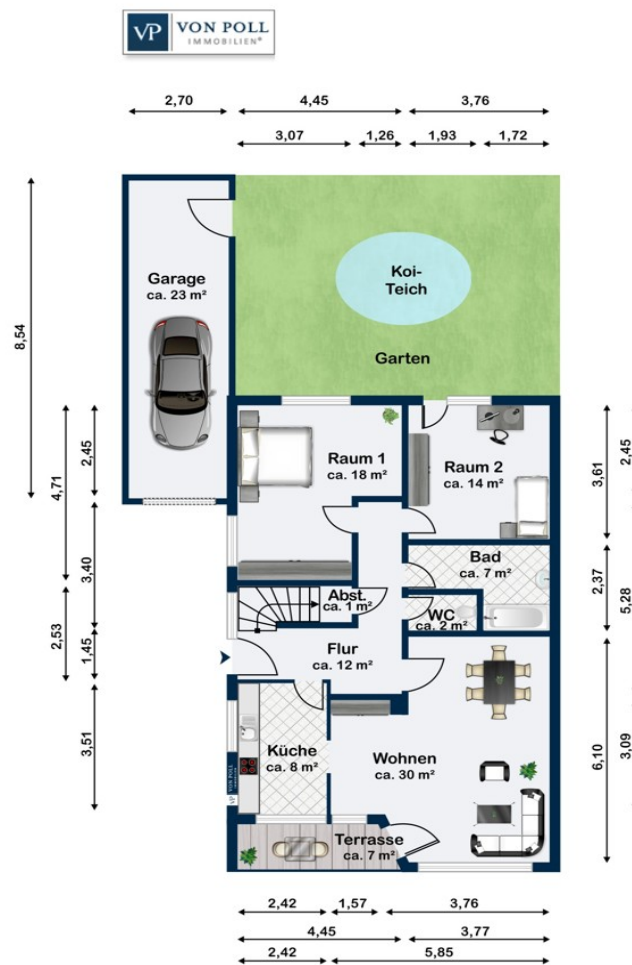 VP VON POLL
IMMOBILIEN®
2,70 4,45 3,76
3,07 1,26 1,93 1,72
8,54
Garage
ca. 23 m²
Koi-
Teich
Garten
4,71
2,45
3,40
2,53
1,45
3,51
Raum 1
ca. 18 m²
Raum 2
ca. 14 m²
Bad
ca. 7 m²
Abst.
ca. 1 m²
WC
ca. 2 m²
Flur
ca. 12 m²
Küche
ca. 8 m²
Wohnen
ca. 30 m²
Terrasse
ca. 7 m²
VP VON POLL
3,61
2,37
6,10
2,45
5,28
3,09
2,42 1,57 3,76
4,45 3,77
2,42 5,85